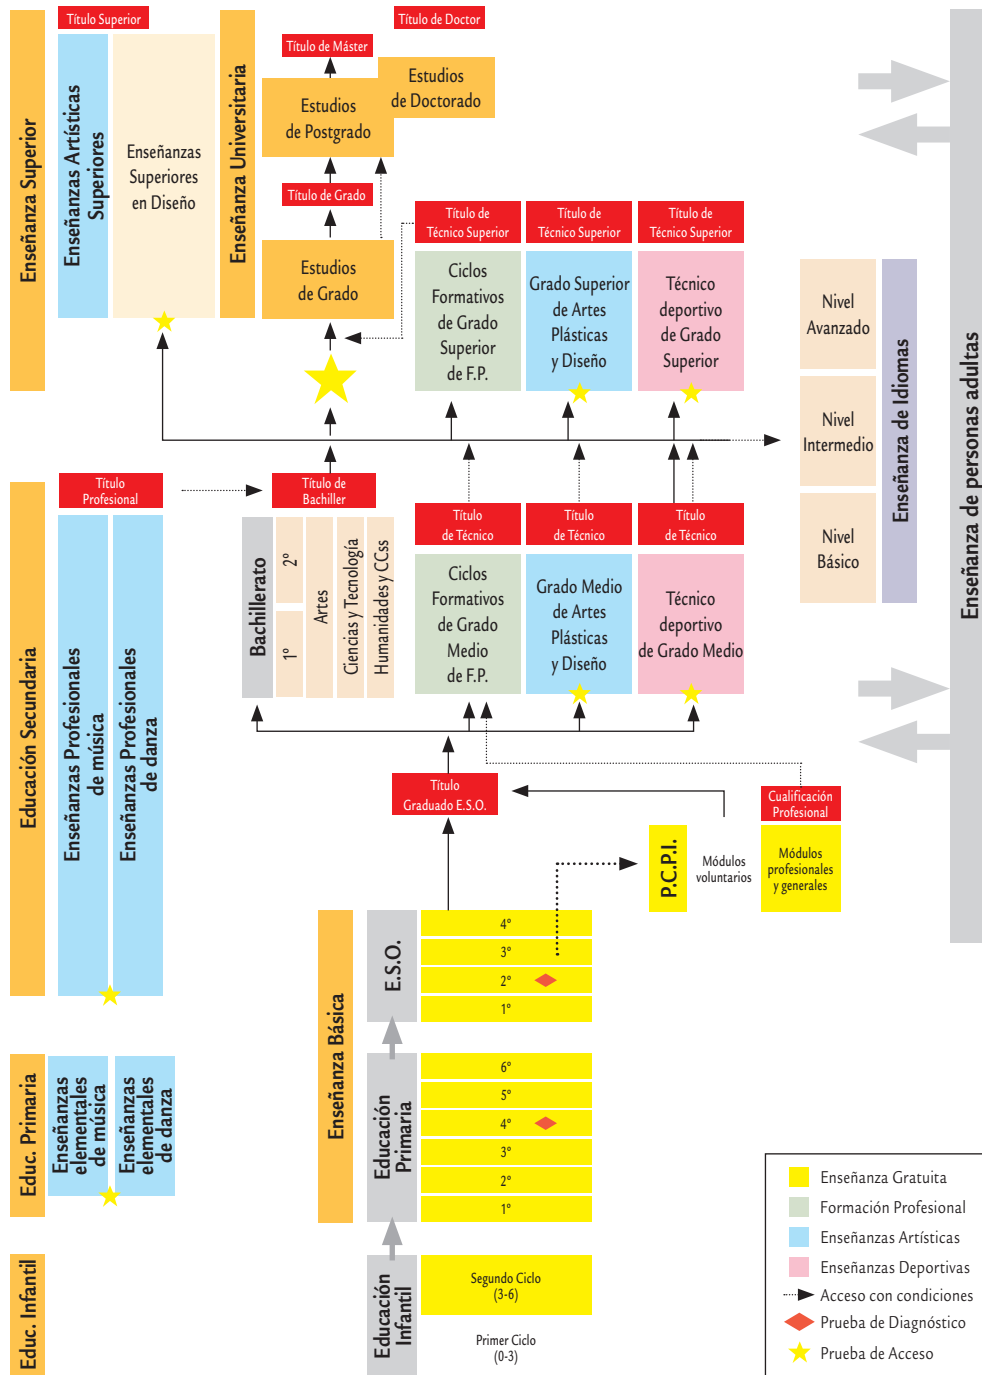 Enseñanza Superior
Título Superior
Enseñanzas Artísticas
Superiores
Enseñanzas
Superiores
en Diseño
Enseñanza Universitaria
Título de Máster
Título de Doctor
Estudios
de Postgrado
Estudios
de Doctorado
Título de Grado
Estudios
de Grado
Título de
Técnico Superior
Título de
Técnico Superior
Título de
Técnico Superior
Ciclos
Formativos
de Grado
Superior
de F.P.
Grado Superior
de Artes
Plásticas
y Diseño
Técnico
deportivo
de Grado
Superior
Nivel
Avanzado
Nivel
Intermedio
Nivel
Básico
Enseñanza de Idiomas
Enseñanza de personas adultas
Educación Secundaria
Título
Profesional
Enseñanzas Profesionales
de música
Enseñanzas Profesionales
de danza
Título de
Bachiller
Bachillerato
1º
2º
Artes
Ciencias y Tecnología
Humanidades y CCss
Título
de Técnico
Título
de Técnico
Título
de Técnico
Ciclos
Formativos
de Grado
Medio
de F.P.
Grado Medio
de Artes
Plásticas
y Diseño
Técnico
deportivo
de Grado Medio
Título
Graduado E.S.O.
Cualificación
Profesional
P.C.P.I.
Módulos
voluntarios
Módulos
profesionales
y generales
Enseñanza Básica
E.S.O.
4º
3º
2º
1º
Educ. Primaria
Enseñanzas
elementales
de música
Enseñanzas
elementales
de danza
Educación
Primaria
6º
5º
4º
3º
2º
1º
Educ. Infantil
Educación
Infantil
Segundo Ciclo
(3-6)
Primer Ciclo
(0-3)
Enseñanza Gratuita
Formación Profesional
Enseñanzas Artísticas
Enseñanzas Deportivas
Acceso con condiciones
Prueba de Diagnóstico
Prueba de Acceso